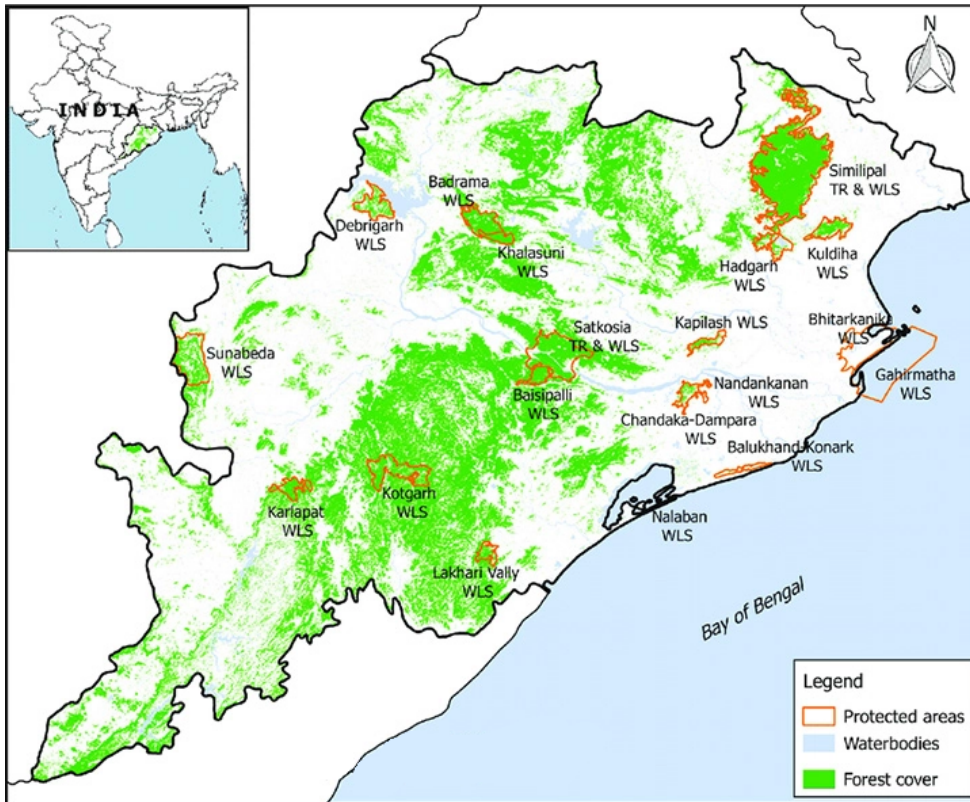 INDIA
N
Similipal
TR & WLS
Badrama
WLS
Debrigarh
WLS
Khalasuni
WLS
Hadgarh
WLS
Kuldiha
WLS
Satkosia
TR & WLS
Kapilash WLS
Bhitarkanika
WLS
Sunabeda
WLS
Baisipalli
WLS
Nandankanan
WLS
Gahirmatha
WLS
Chandaka-Dampara
WLS
Balukhand-Konark
WLS
Karlapat
WLS
Kotgarh
WLS
Nalaban
WLS
Lakhari Vally
WLS
Bay of Bengal
Legend
Protected areas
Waterbodies
Forest cover